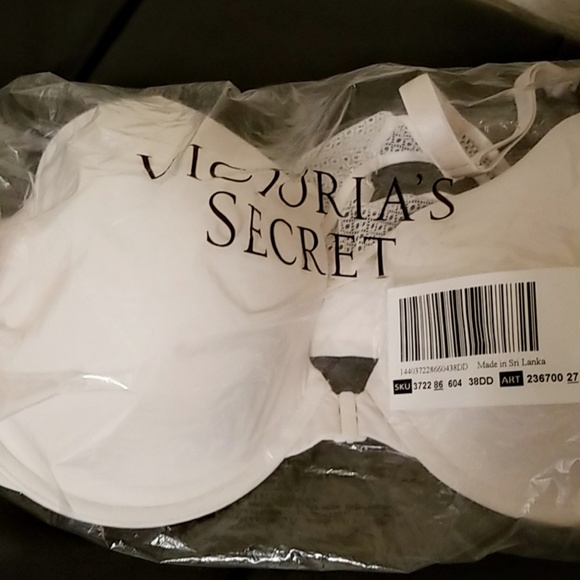 VICTORIA'S
SECRET
144037228660438DD Made in Sri Lanka
SKU 3722 86 604 38DD ART 236700 27